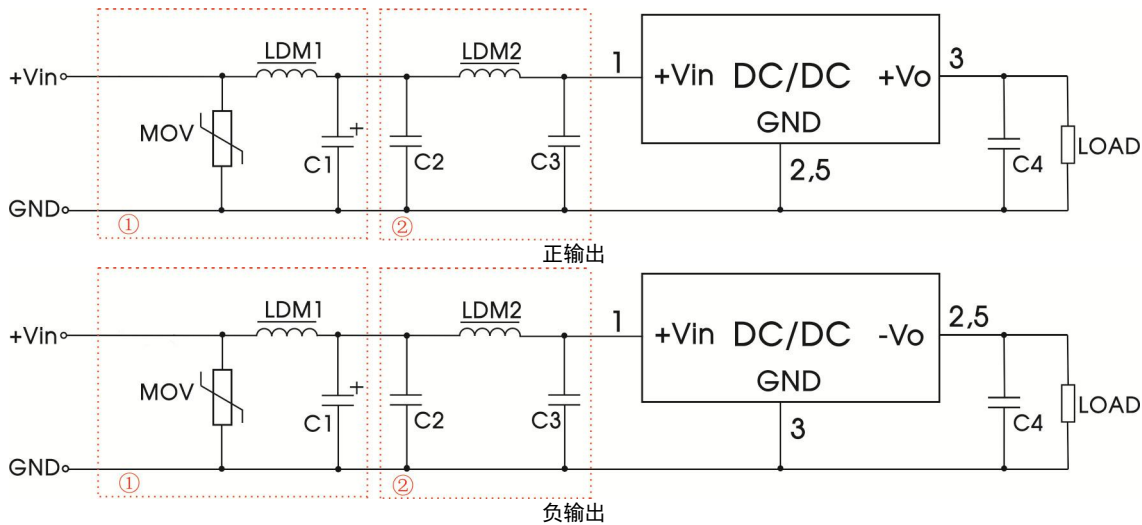 LDM1 LDM2
+Vin 1 +Vin DC/DC +Vo 3
GND
MOV + C1 C2 C3 2,5 C4 LOAD
GND
① ②
正输出
LDM1 LDM2
+Vin 1 +Vin DC/DC -Vo 2,5
GND
MOV + C1 C2 C3 3 C4 LOAD
GND
① ②
负输出